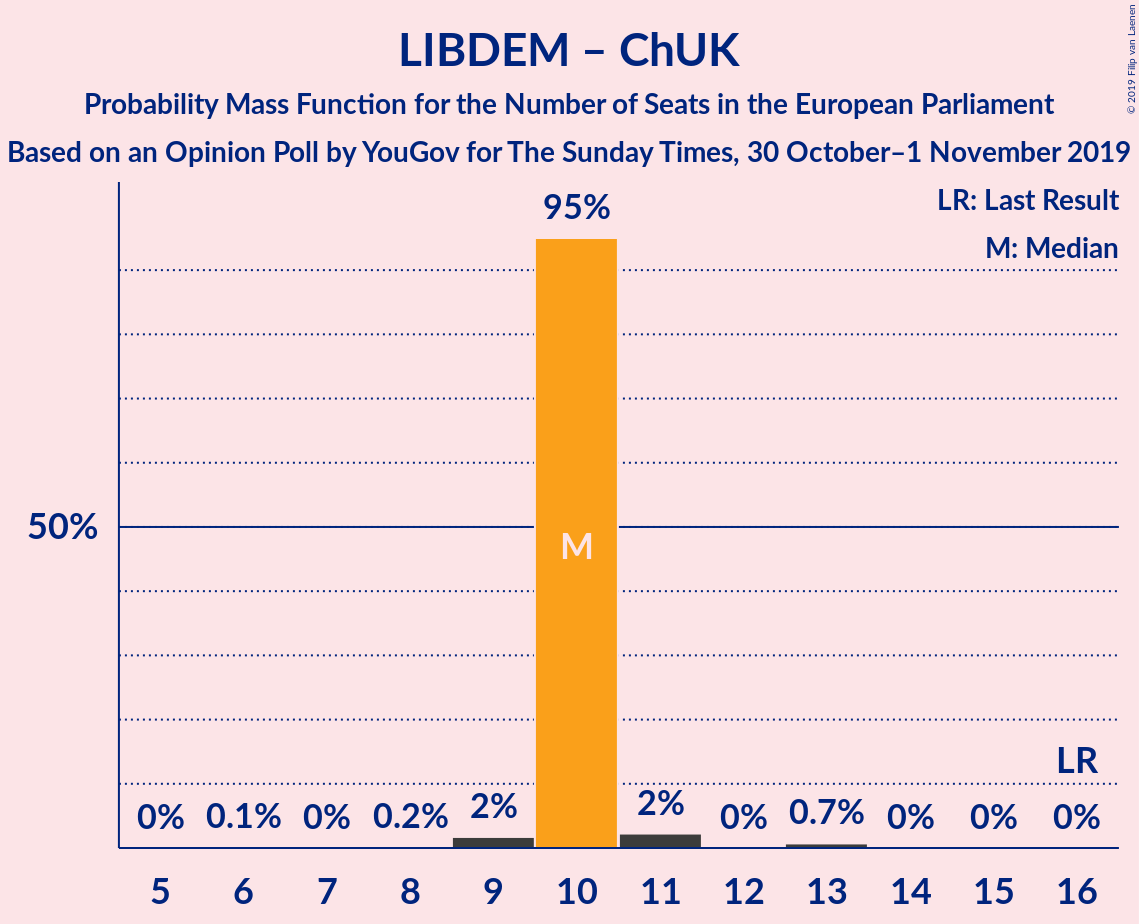 LIBDEM – ChUK
Probability Mass Function for the Number of Seats in the European Parliament
Based on an Opinion Poll by YouGov for The Sunday Times, 30 October–1 November 2019
© 2019 Filip van Laenen
LR: Last Result
M: Median
95%
50%
M
LR
0% 0.1% 0% 0.2% 2% 2% 0% 0.7% 0% 0% 0%
5 6 7 8 9 10 11 12 13 14 15 16